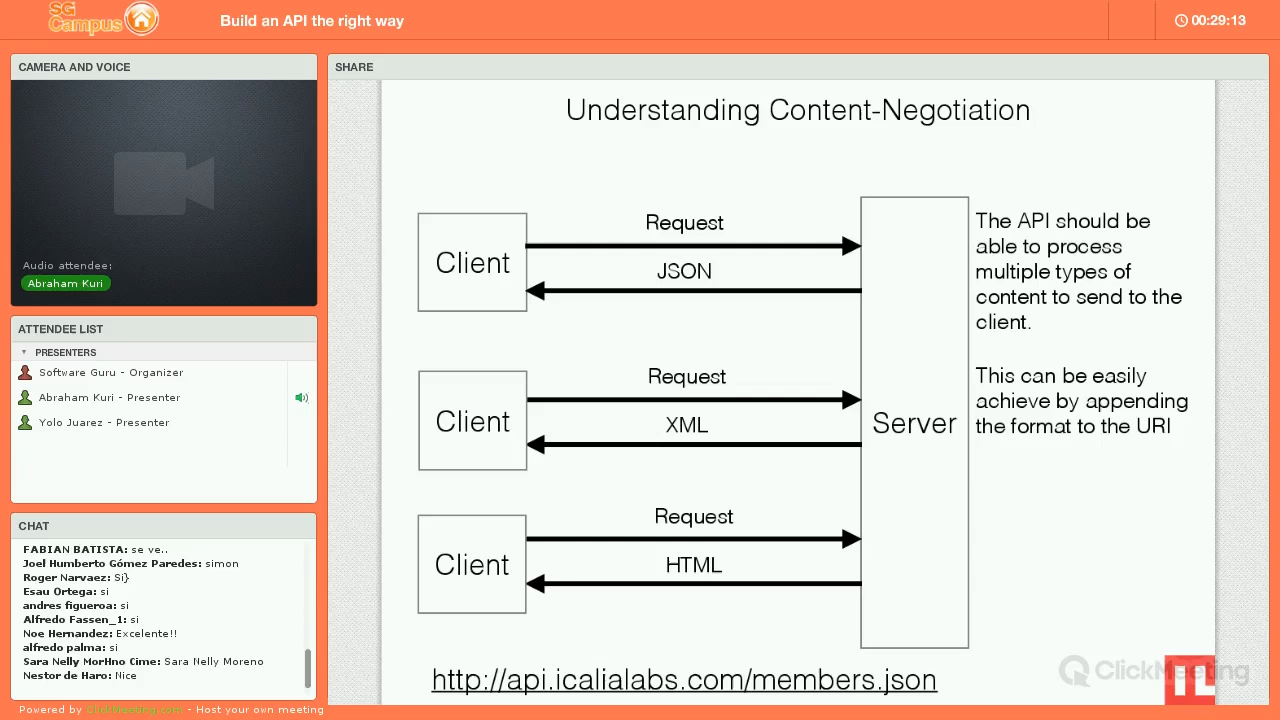 SG
Campus
Build an API the right way
00:29:13
CAMERA AND VOICE
Audio attendee:
Abraham Kuri
ATTENDEE LIST
PRESENTERS
Software Guru - Organizer
Abraham Kuri - Presenter
Yolo Juarez - Presenter
CHAT
FABIAN BATISTA: se ve..
Joel Humberto Gómez Paredes: simon
Roger Narvaez: Si}
Esau Ortega: si
andres figueroa: si
Alfredo Fassen_1: si
Noe Hernandez: Excelente!!
alfredo palma: si
Sara Nelly MorHno Cime: Sara Nelly Moreno
Nestor de Haro: Nice
Powered by ClickMeeting.com - Host your own meeting
SHARE
Understanding Content-Negotiation
Client
Request
JSON
Client
Request
XML
Client
Request
HTML
Server
The API should be
able to process
multiple types of
content to send to the
client.
This can be easily
achieve by appending
the format to the URI
http://api.icalialabs.com/members.json
ClickMeeting